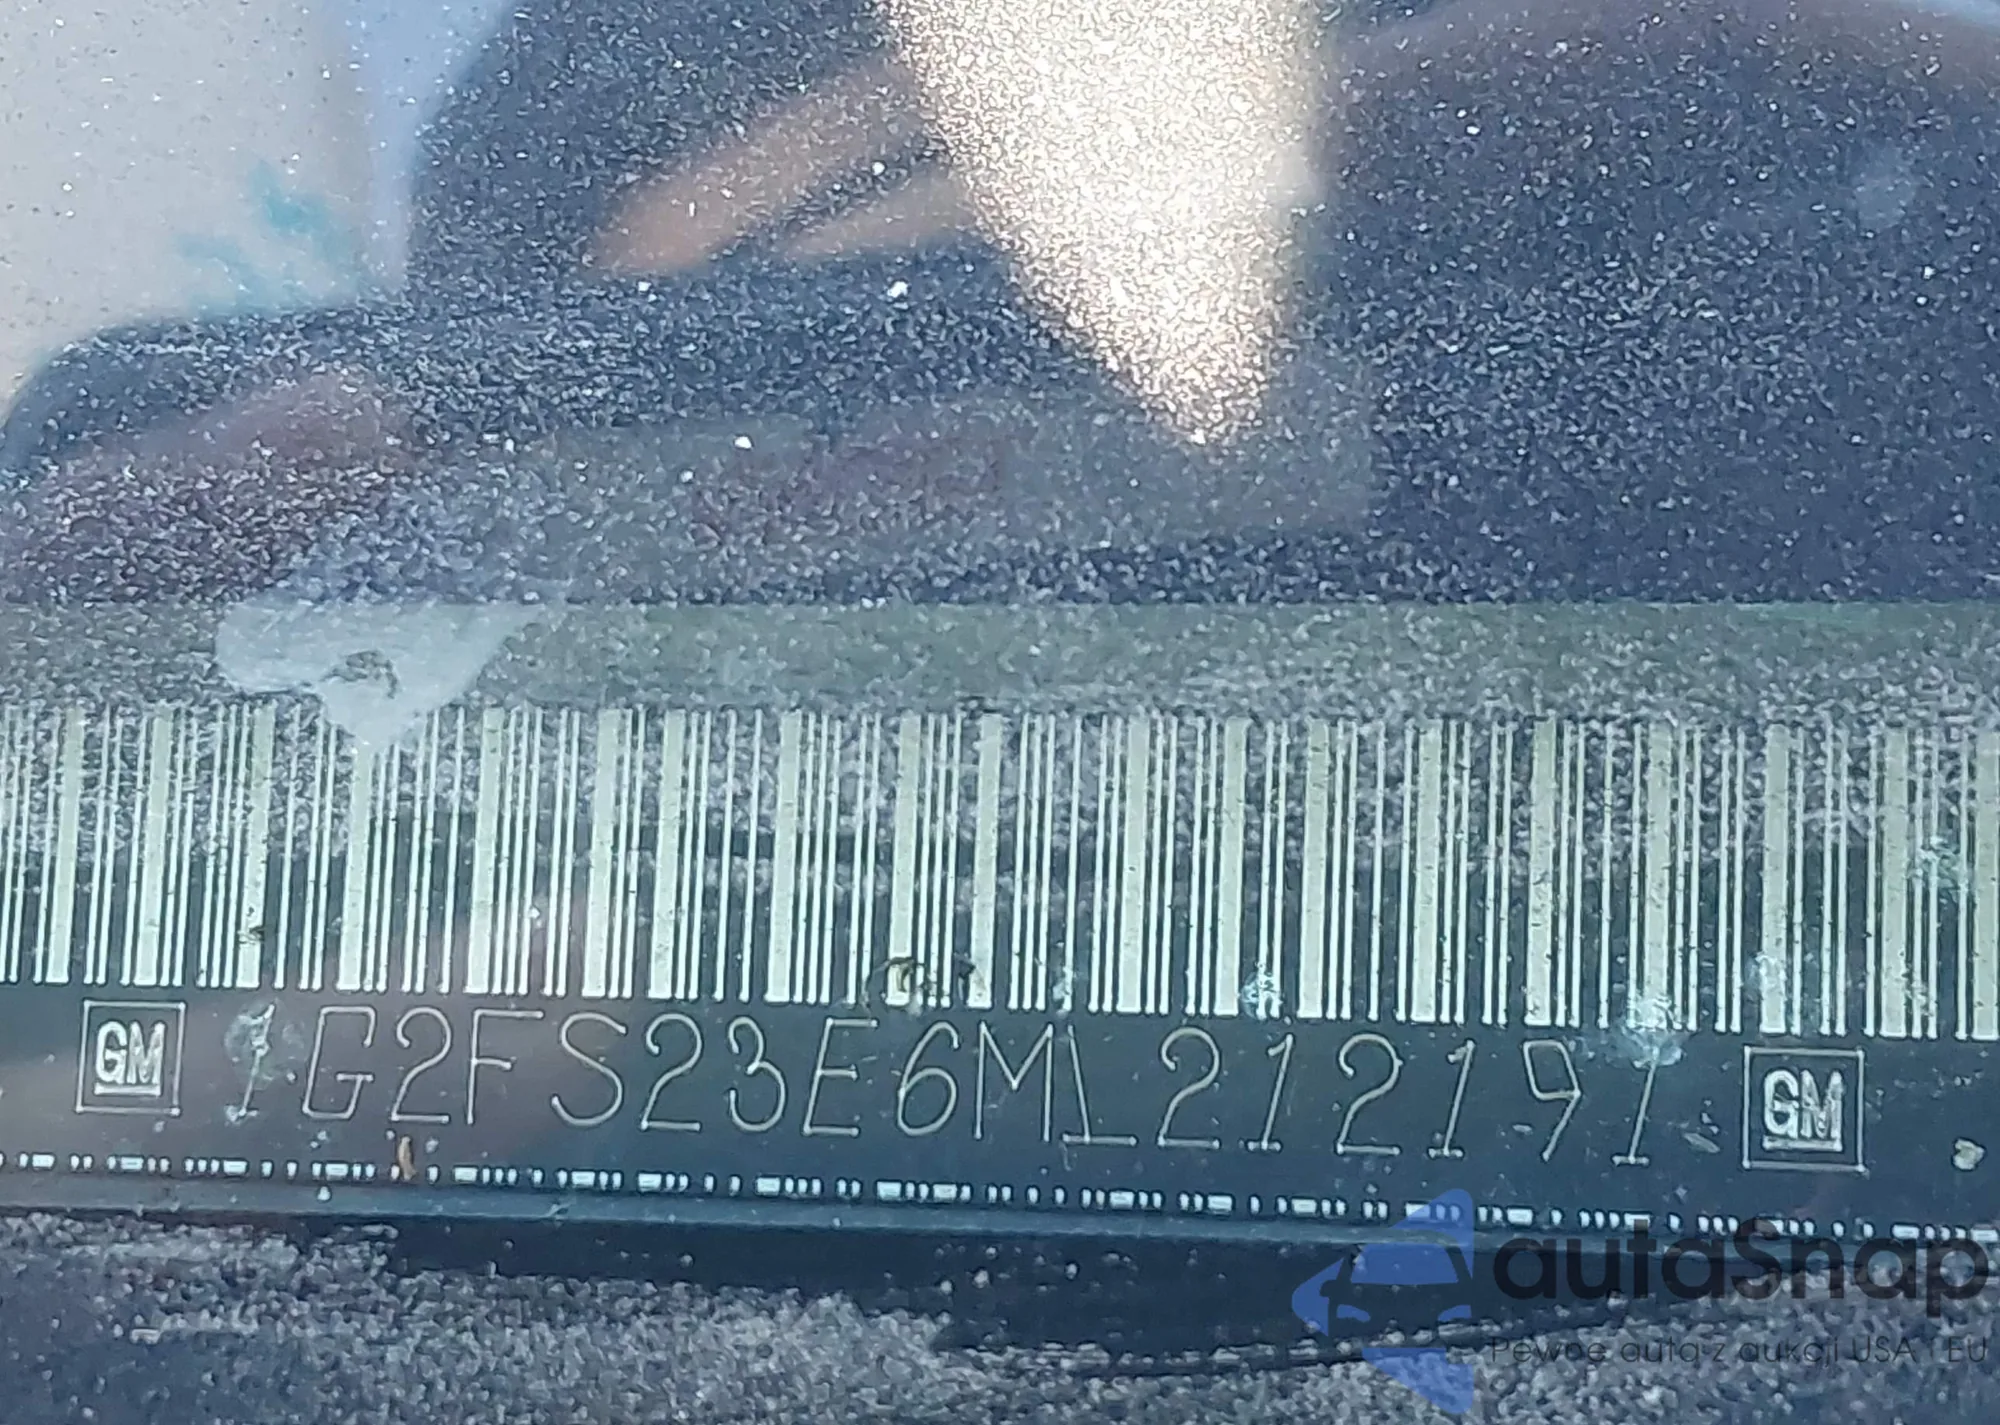 GM 1G2FS23E6ML212191 GM
autaSnap
Pewne auta z aukcji USA i EU